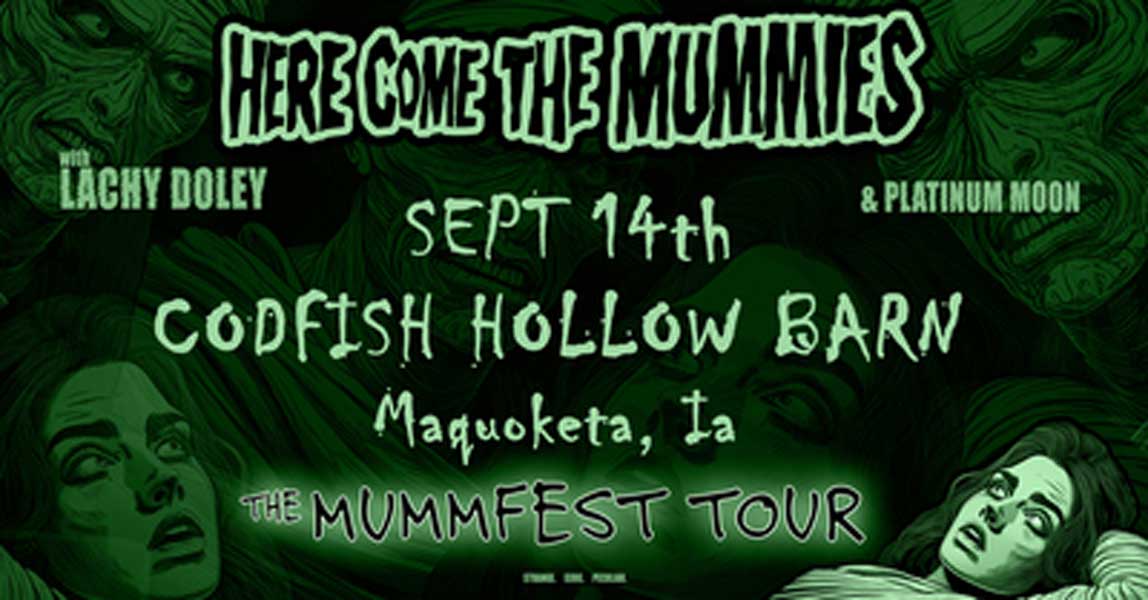 HERE COME THE MUMMIES
with
LACHY DOLEY
& PLATINUM MOON
SEPT 14th
CODFISH HOLLOW BARN
Maquoketa, Ia
THE MUMMFEST TOUR